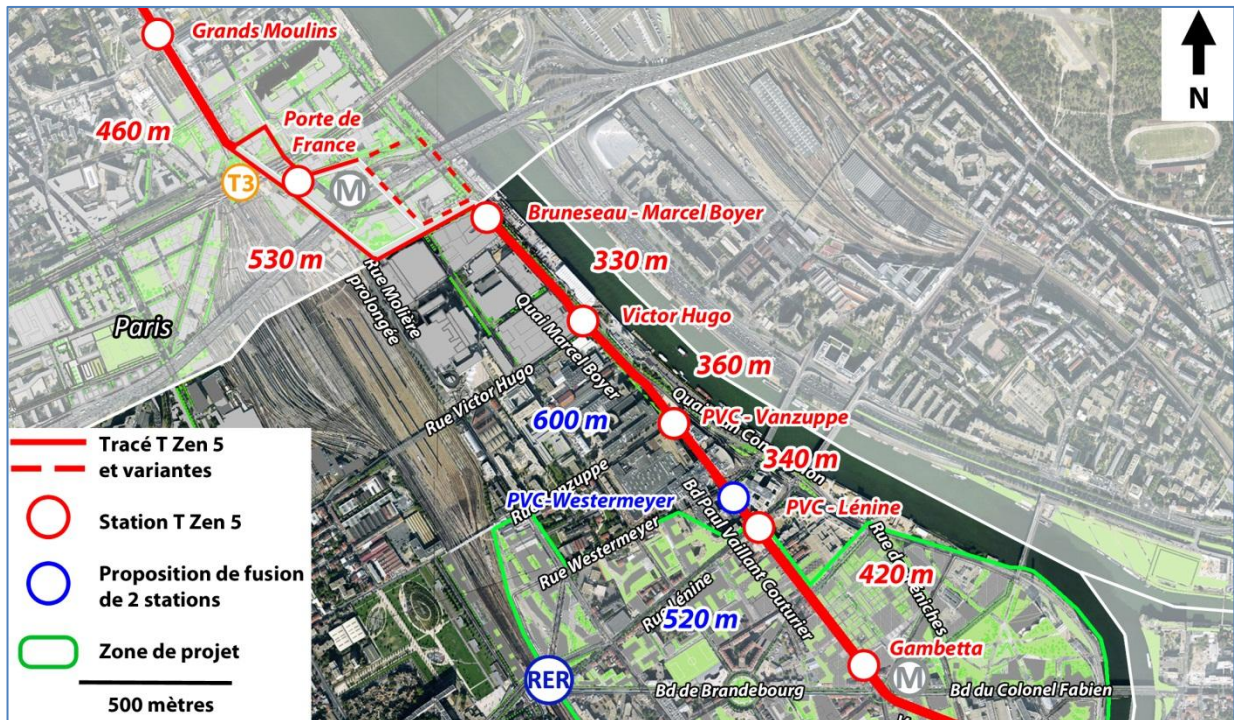 Grands Moulins
N
460 m
Porte de
France
T3
M
Bruneseau - Marcel Boyer
530 m
330 m
Rue Molière
prolongée
Paris
Quai Marcel Boyer
Victor Hugo
360 m
Rue Victor Hugo
600 m
PVC - Vanzuppe
340 m
Tracé T Zen 5
et variantes
PVC-Westermeyer
Bd Paul Vaillant Couturier
PVC - Lénine
Station T Zen 5
Rue Westermeyer
420 m
Rue Lénine
520 m
Proposition de fusion
de 2 stations
Gambetta
M
Zone de projet
RER
Bd de Brandebourg
Bd du Colonel Fabien
500 mètres